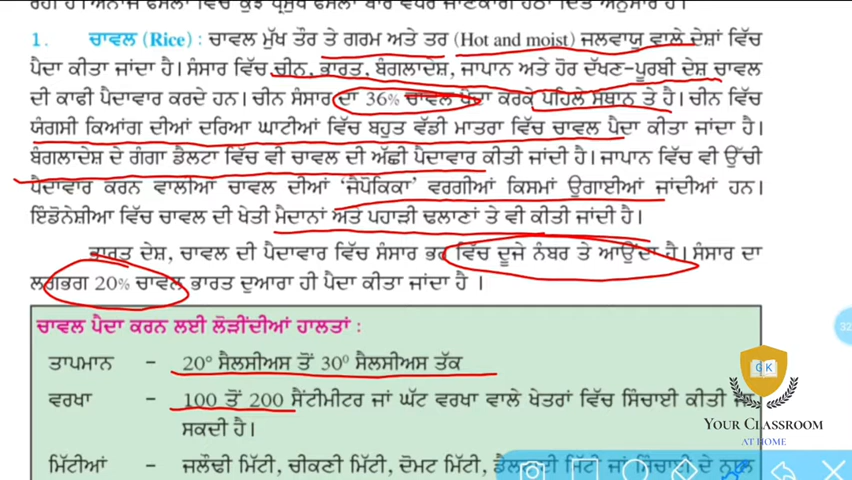 1. ਚਾਵਲ (Rice) : ਚਾਵਲ ਮੁੱਖ ਤੌਰ ਤੇ ਗਰਮ ਅਤੇ ਤਰ (Hot and moist) ਜਲਵਾਯੂ ਵਾਲੇ ਦੇਸ਼ਾਂ ਵਿੱਚ
ਪੈਦਾ ਕੀਤਾ ਜਾਂਦਾ ਹੈ। ਸੰਸਾਰ ਵਿੱਚ ਚੀਨ, ਭਾਰਤ, ਬੰਗਲਾਦੇਸ਼, ਜਾਪਾਨ ਅਤੇ ਹੋਰ ਦੱਖਣ-ਪੂਰਬੀ ਦੇਸ਼ ਚਾਵਲ
ਦੀ ਕਾਫੀ ਪੈਦਾਵਾਰ ਕਰਦੇ ਹਨ। ਚੀਨ ਸੰਸਾਰ ਦਾ 36% ਚਾਵਲ ਪੈਦਾ ਕਰਕੇ ਪਹਿਲੇ ਸਥਾਨ ਤੇ ਹੈ। ਚੀਨ ਵਿੱਚ
ਯੰਗਸੀ ਕਿਆਂਗ ਦੀਆਂ ਦਰਿਆ ਘਾਟੀਆਂ ਵਿੱਚ ਬਹੁਤ ਵੱਡੀ ਮਾਤਰਾ ਵਿੱਚ ਚਾਵਲ ਪੈਦਾ ਕੀਤਾ ਜਾਂਦਾ ਹੈ।
ਬੰਗਲਾਦੇਸ਼ ਦੇ ਗੰਗਾ ਡੈਲਟਾ ਵਿੱਚ ਵੀ ਚਾਵਲ ਦੀ ਅੱਛੀ ਪੈਦਾਵਾਰ ਕੀਤੀ ਜਾਂਦੀ ਹੈ। ਜਾਪਾਨ ਵਿੱਚ ਵੀ ਉੱਚੀ
ਪੈਦਾਵਾਰ ਕਰਨ ਵਾਲੀਆਂ ਚਾਵਲ ਦੀਆਂ 'ਜੈਪੋਕਿਕਾ' ਵਰਗੀਆਂ ਕਿਸਮਾਂ ਉਗਾਈਆਂ ਜਾਂਦੀਆਂ ਹਨ।
ਇੰਡੋਨੇਸ਼ੀਆ ਵਿੱਚ ਚਾਵਲ ਦੀ ਖੇਤੀ ਮੈਦਾਨਾਂ ਅਤੇ ਪਹਾੜੀ ਢਲਾਣਾਂ ਤੇ ਵੀ ਕੀਤੀ ਜਾਂਦੀ ਹੈ।
ਭਾਰਤ ਦੇਸ਼, ਚਾਵਲ ਦੀ ਪੈਦਾਵਾਰ ਵਿੱਚ ਸੰਸਾਰ ਭਰ ਵਿੱਚ ਦੂਜੇ ਨੰਬਰ ਤੇ ਆਉਂਦਾ ਹੈ। ਸੰਸਾਰ ਦਾ
ਲਗਭਗ 20% ਚਾਵਲ ਭਾਰਤ ਦੁਆਰਾ ਹੀ ਪੈਦਾ ਕੀਤਾ ਜਾਂਦਾ ਹੈ ।
ਚਾਵਲ ਪੈਦਾ ਕਰਨ ਲਈ ਲੋੜੀਂਦੀਆਂ ਹਾਲਤਾਂ :
ਤਾਪਮਾਨ – 20° ਸੈਲਸੀਅਸ ਤੋਂ 30° ਸੈਲਸੀਅਸ ਤੱਕ
ਵਰਖਾ – 100 ਤੋਂ 200 ਸੈਂਟੀਮੀਟਰ ਜਾਂ ਘੱਟ ਵਰਖਾ ਵਾਲੇ ਖੇਤਰਾਂ ਵਿੱਚ ਸਿੰਚਾਈ ਕੀਤੀ ਜਾ
ਸਕਦੀ ਹੈ।
ਮਿੱਟੀਆਂ – ਜਲੌਢੀ ਮਿੱਟੀ, ਚੀਕਣੀ ਮਿੱਟੀ, ਦੋਮਟ ਮਿੱਟੀ,
32
GK
YOUR CLASSROOM
AT HOME